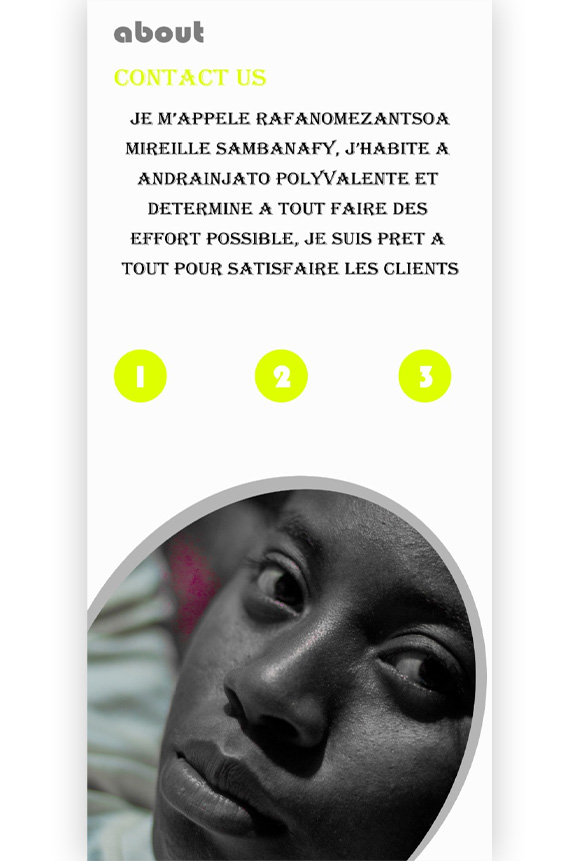 about
CONTACT US
JE M'APPELE RAFANOMEZANTSOA
MIREILLE SAMBANAFY, J'HABITE A
ANDRAINJATO POLYVALENTE ET
DETERMINE A TOUT FAIRE DES
EFFORT POSSIBLE, JE SUIS PRET A
TOUT POUR SATISFAIRE LES CLIENTS
1 2 3